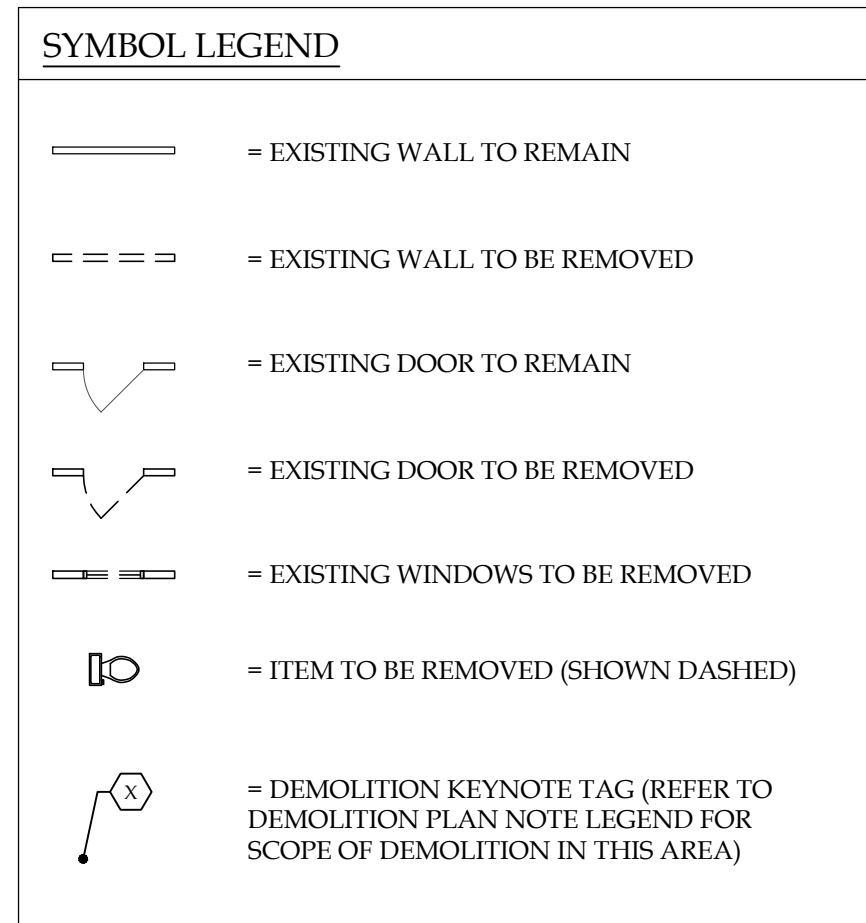 SYMBOL LEGEND
= EXISTING WALL TO REMAIN
= EXISTING WALL TO BE REMOVED
= EXISTING DOOR TO REMAIN
= EXISTING DOOR TO BE REMOVED
= EXISTING WINDOWS TO BE REMOVED
= ITEM TO BE REMOVED (SHOWN DASHED)
X
= DEMOLITION KEYNOTE TAG (REFER TO
DEMOLITION PLAN NOTE LEGEND FOR
SCOPE OF DEMOLITION IN THIS AREA)